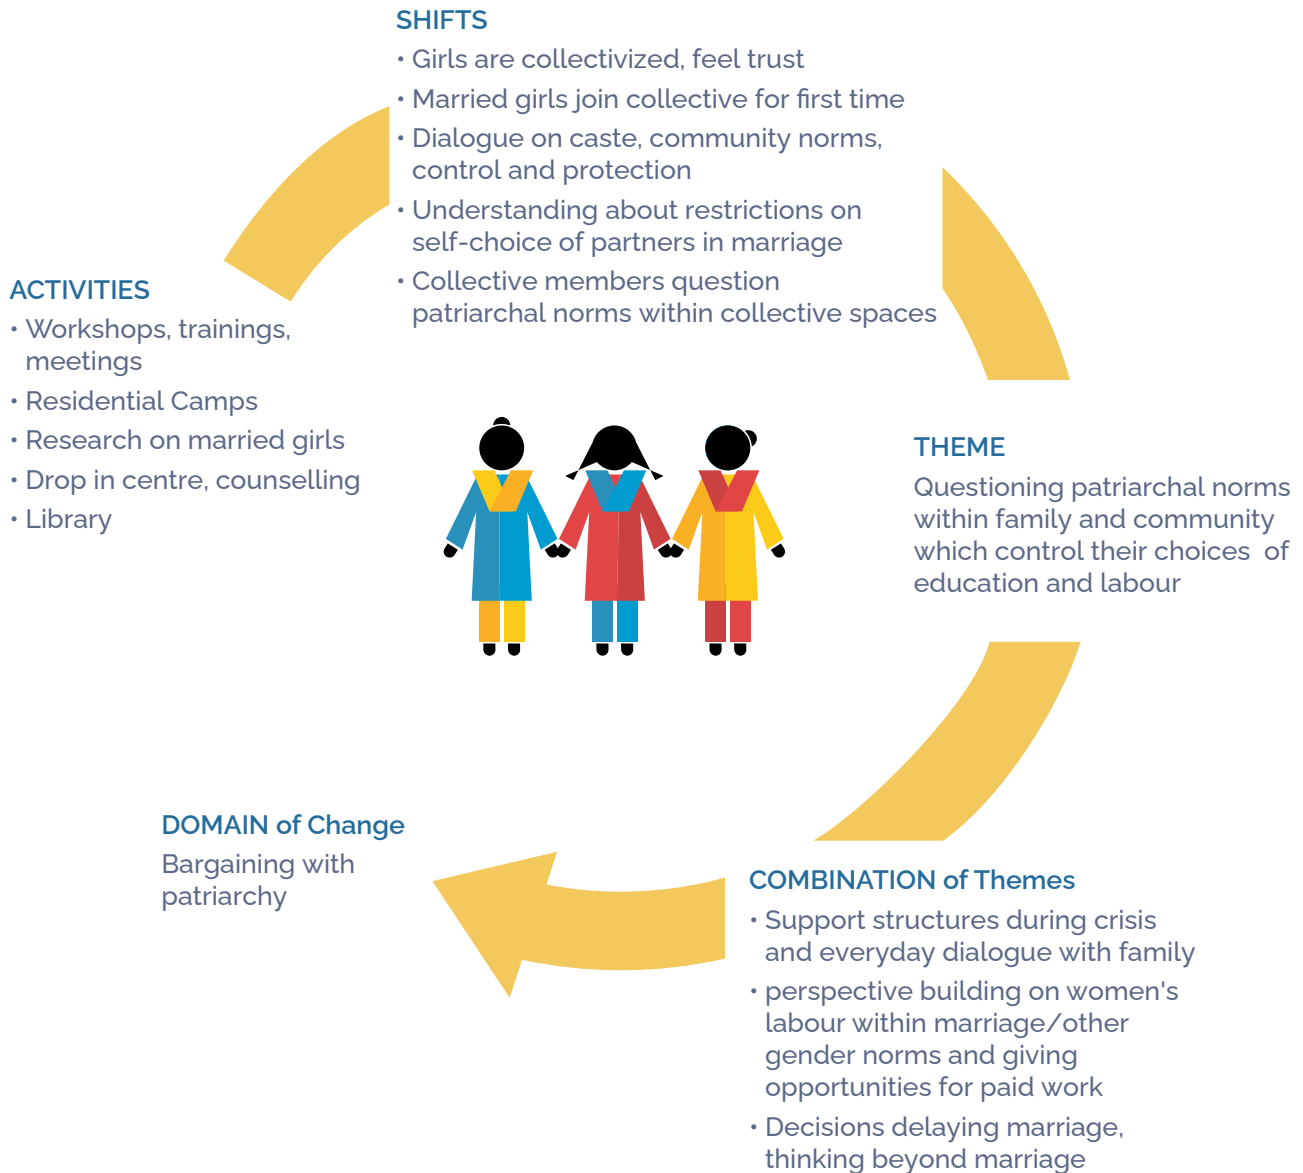 SHIFTS
• Girls are collectivized, feel trust
• Married girls join collective for first time
• Dialogue on caste, community norms,
control and protection
• Understanding about restrictions on
self-choice of partners in marriage
• Collective members question
patriarchal norms within collective spaces
ACTIVITIES
• Workshops, trainings,
meetings
• Residential Camps
• Research on married girls
• Drop in centre, counselling
• Library
THEME
Questioning patriarchal norms
within family and community
which control their choices of
education and labour
COMBINATION of Themes
• Support structures during crisis
and everyday dialogue with family
• perspective building on women's
labour within marriage/other
gender norms and giving
opportunities for paid work
• Decisions delaying marriage,
thinking beyond marriage
DOMAIN of Change
Bargaining with
patriarchy